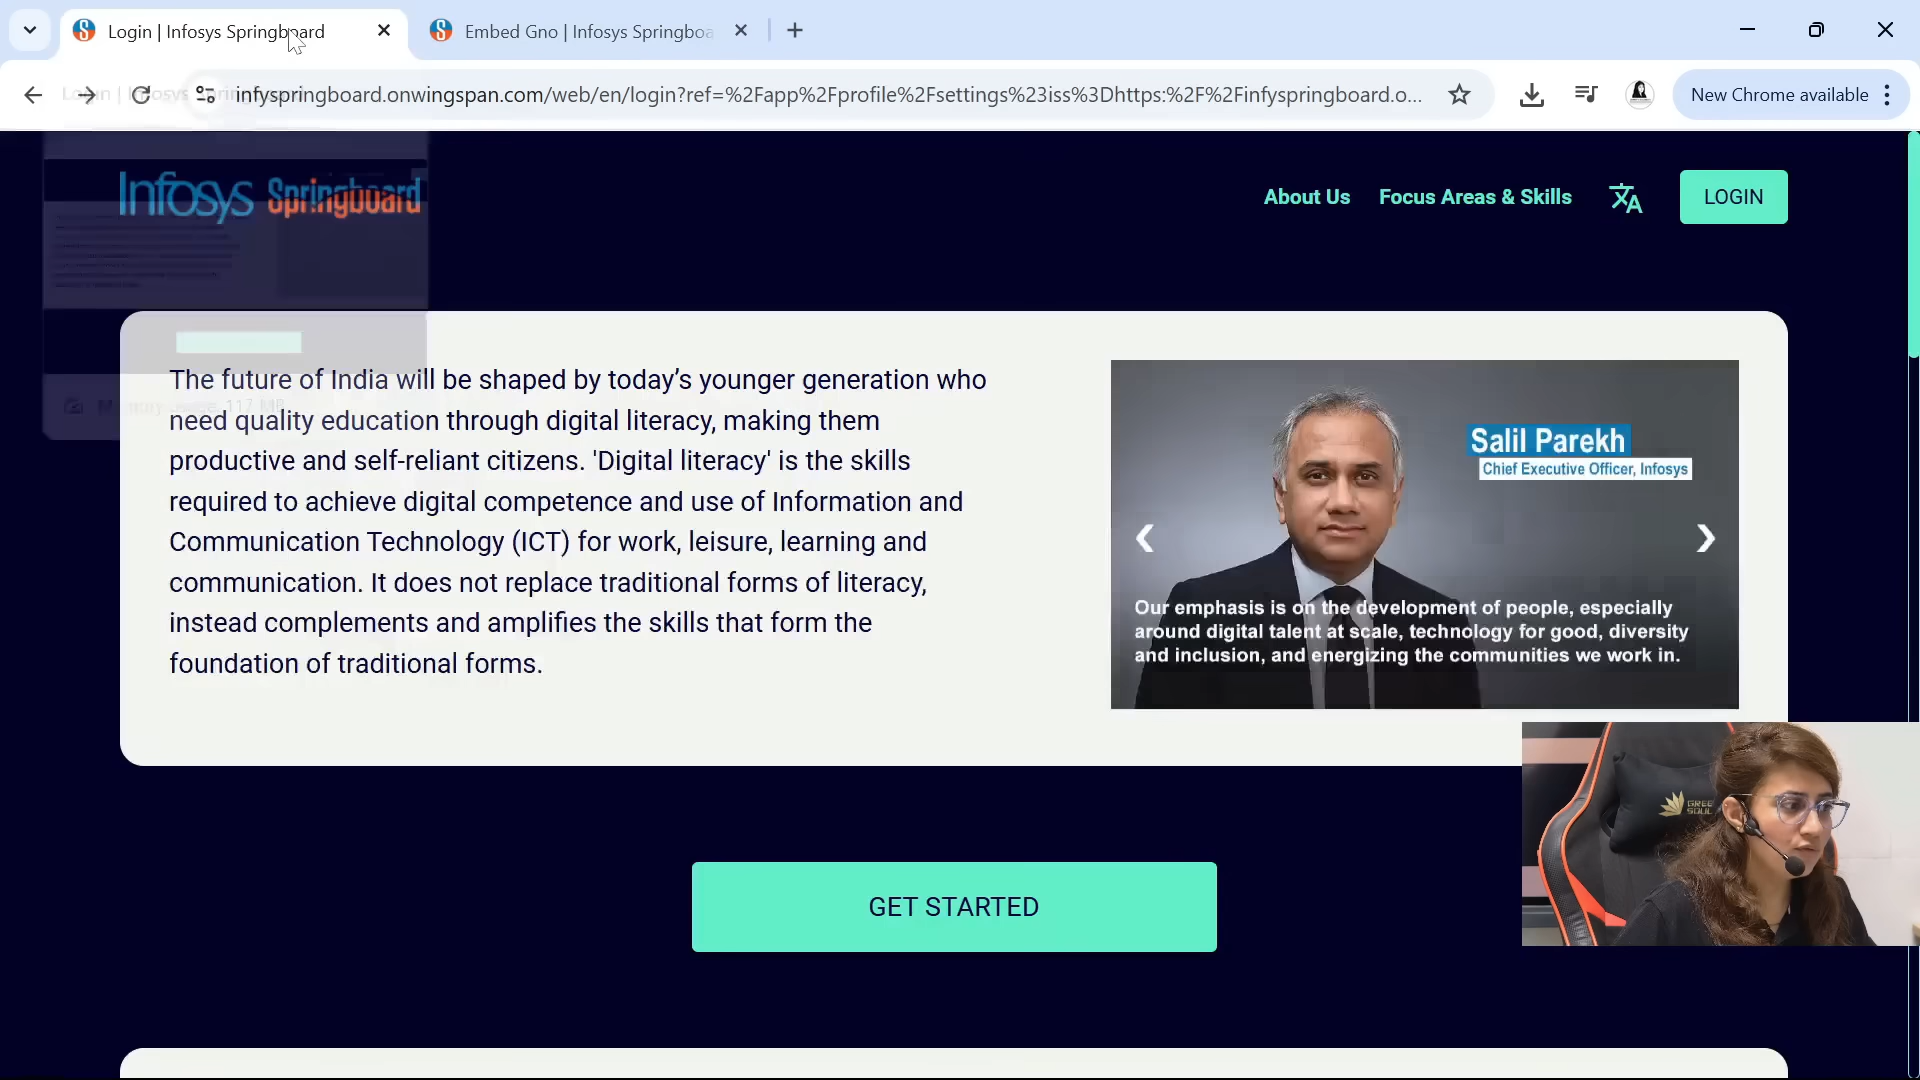 Login | Infosys Springboard
Embed Gno | Infosys Springboa
infyspringboard.onwingspan.com/web/en/login?ref=%2Fapp%2Fprofile%2Fsettings%23iss%3Dhttps:%2F%2Finfyspringboard.o...
New Chrome available
Infosys Springboard
About Us
Focus Areas & Skills
LOGIN
The future of India will be shaped by today’s younger generation who
need quality education through digital literacy, making them
productive and self-reliant citizens. 'Digital literacy' is the skills
required to achieve digital competence and use of Information and
Communication Technology (ICT) for work, leisure, learning and
communication. It does not replace traditional forms of literacy,
instead complements and amplifies the skills that form the
foundation of traditional forms.
Salil Parekh
Chief Executive Officer, Infosys
Our emphasis is on the development of people, especially
around digital talent at scale, technology for good, diversity
and inclusion, and energizing the communities we work in.
GET STARTED
SOUL